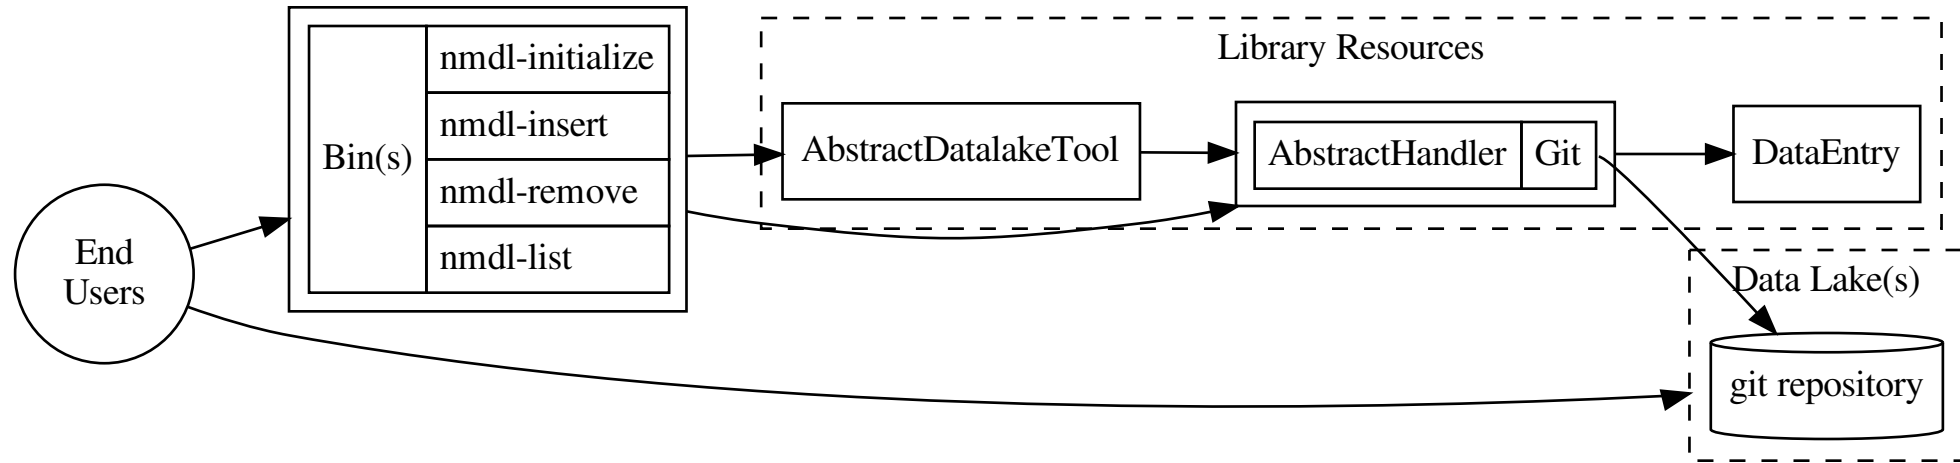 End
Users
Bin(s)
nmdl-initialize
nmdl-insert
nmdl-remove
nmdl-list
Library Resources
AbstractDatalakeTool
AbstractHandler
Git
DataEntry
Data Lake(s)
git repository